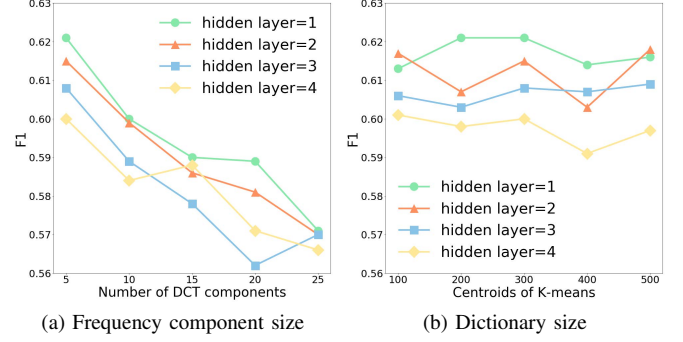 0.63
0.62
0.61
0.60
0.59
0.58
0.57
0.56
F1
hidden layer=1
hidden layer=2
hidden layer=3
hidden layer=4
5 10 15 20 25
Number of DCT components
(a) Frequency component size
0.63
0.62
0.61
0.60
0.59
0.58
0.57
0.56
F1
hidden layer=1
hidden layer=2
hidden layer=3
hidden layer=4
100 200 300 400 500
Centroids of K-means
(b) Dictionary size